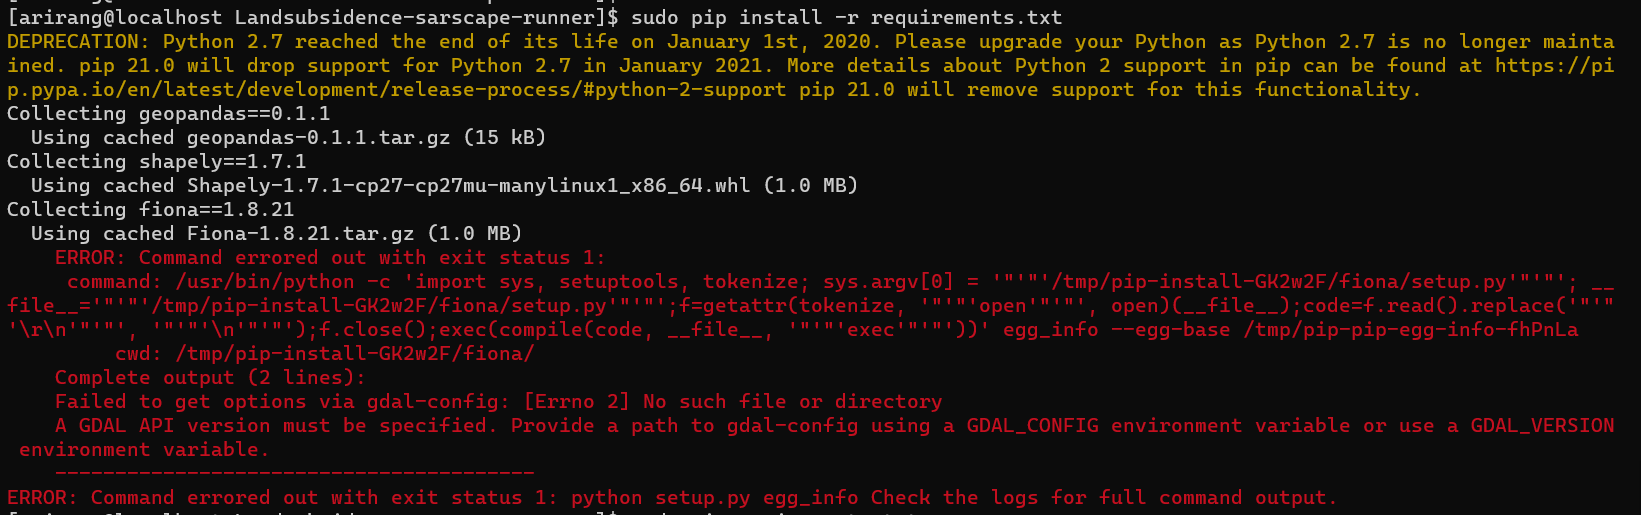 [arirang@localhost Landsubsidence-sarscape-runner]$ sudo pip install -r requirements.txt
DEPRECATION: Python 2.7 reached the end of its life on January 1st, 2020. Please upgrade your Python as Python 2.7 is no longer mainta
ined. pip 21.0 will drop support for Python 2.7 in January 2021. More details about Python 2 support in pip can be found at https://pi
p.pypa.io/en/latest/development/release-process/#python-2-support pip 21.0 will remove support for this functionality.
Collecting geopandas==0.1.1
  Using cached geopandas-0.1.1.tar.gz (15 kB)
Collecting shapely==1.7.1
  Using cached Shapely-1.7.1-cp27-cp27mu-manylinux1_x86_64.whl (1.0 MB)
Collecting fiona==1.8.21
  Using cached Fiona-1.8.21.tar.gz (1.0 MB)
    ERROR: Command errored out with exit status 1:
     command: /usr/bin/python -c 'import sys, setuptools, tokenize; sys.argv[0] = '"'"'/tmp/pip-install-GK2w2F/fiona/setup.py'"'"'; __
file__='"'"'/tmp/pip-install-GK2w2F/fiona/setup.py'"'"';f=getattr(tokenize, '"'"'open'"'"', open)(__file__);code=f.read().replace('"'"
'\r\n'"'"', '"'"'\n'"'"');f.close();exec(compile(code, __file__, '"'"'exec'"'"'))' egg_info --egg-base /tmp/pip-pip-egg-info-fhPnLa
         cwd: /tmp/pip-install-GK2w2F/fiona/
    Complete output (2 lines):
    Failed to get options via gdal-config: [Errno 2] No such file or directory
    A GDAL API version must be specified. Provide a path to gdal-config using a GDAL_CONFIG environment variable or use a GDAL_VERSION
 environment variable.
    ----------------------------------------
ERROR: Command errored out with exit status 1: python setup.py egg_info Check the logs for full command output.